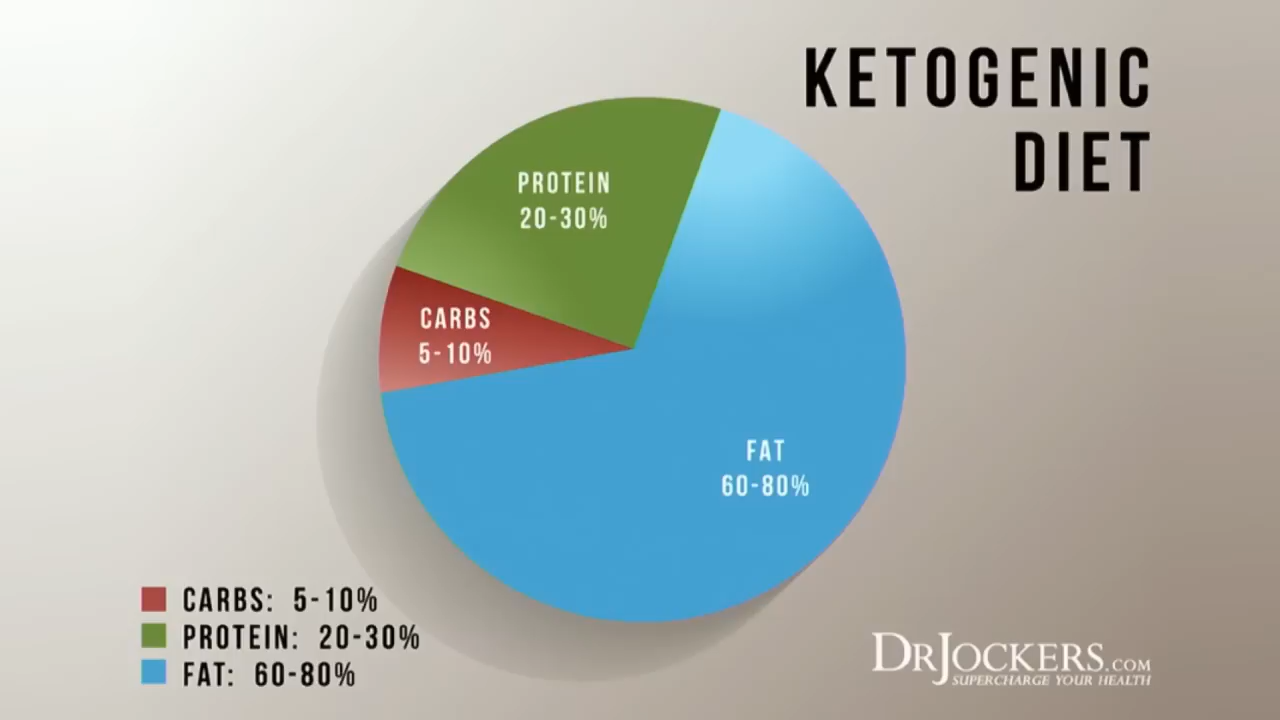 KETOGENIC
DIET
PROTEIN
20-30%
CARBS
5-10%
FAT
60-80%
CARBS: 5-10%
PROTEIN: 20-30%
FAT: 60-80%
DRJOCKERS.COM
SUPERCHARGE YOUR HEALTH